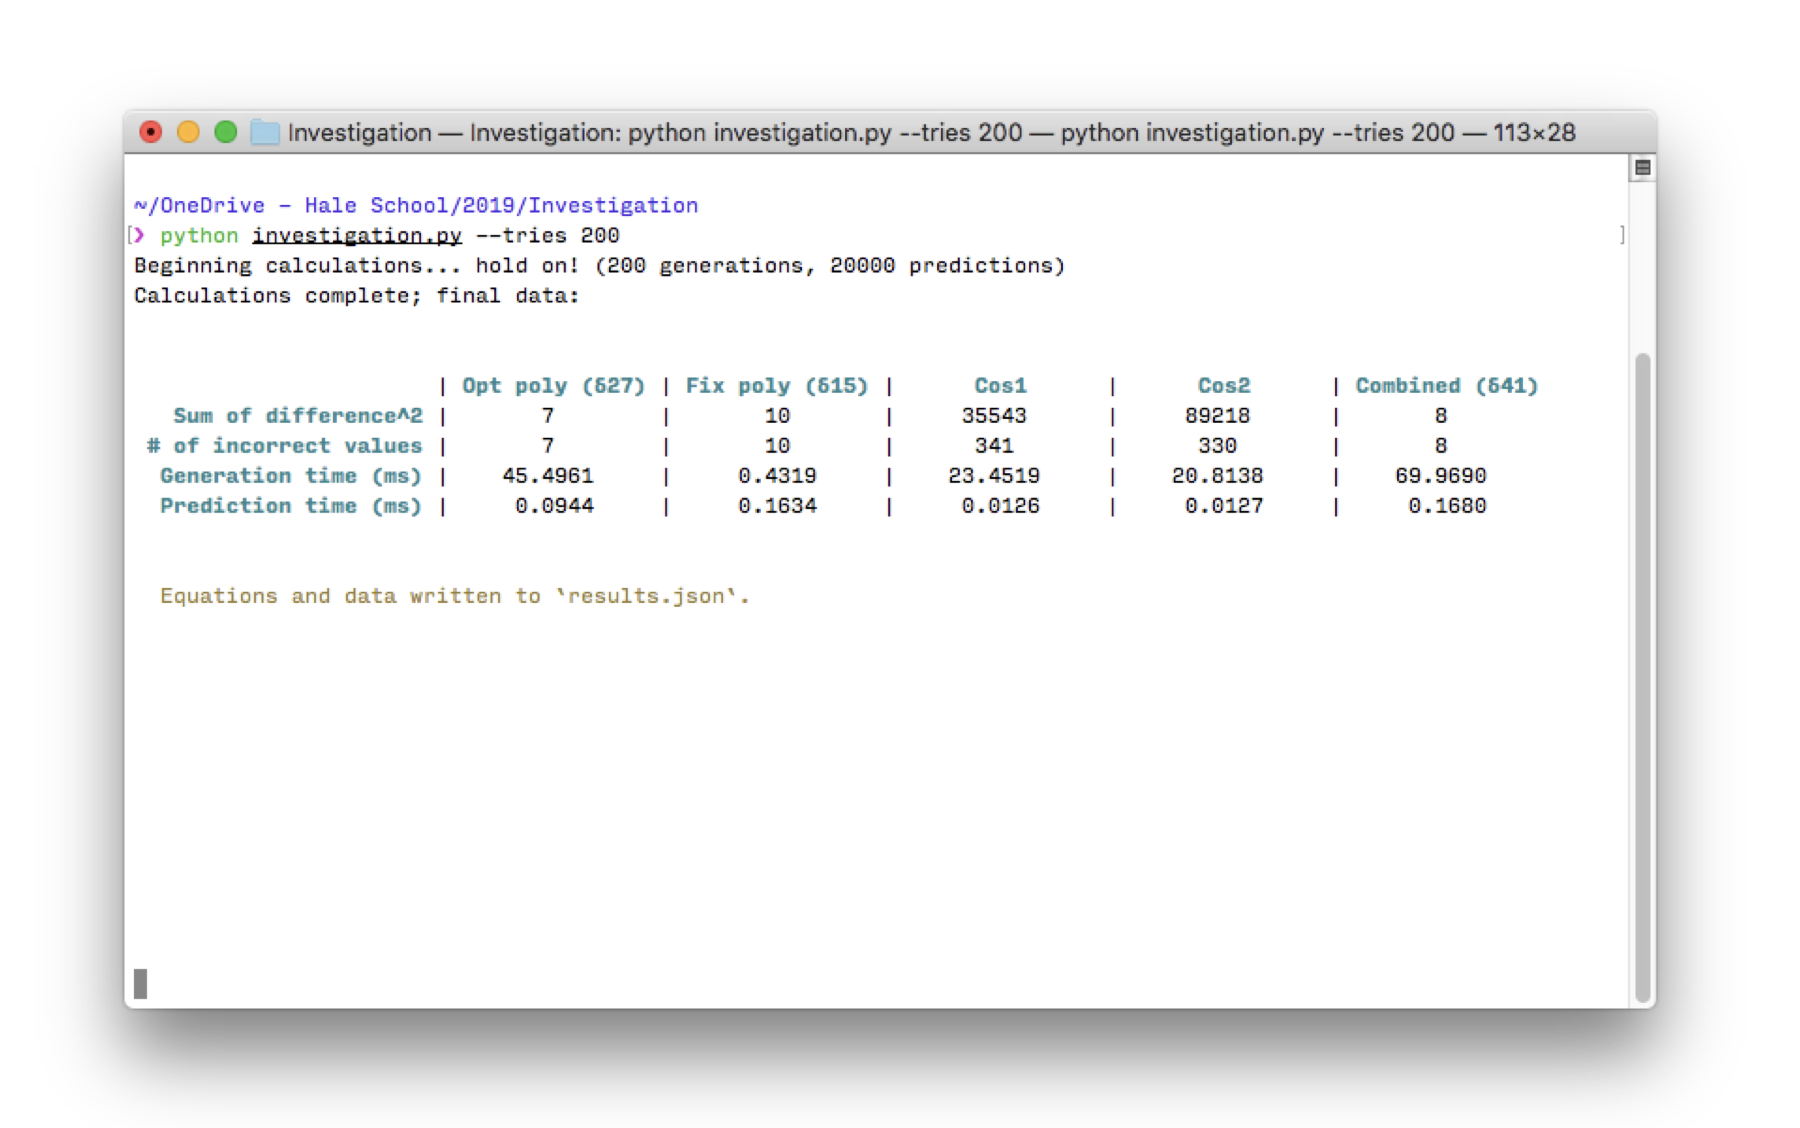 Investigation — Investigation: python investigation.py --tries 200 — python investigation.py --tries 200 — 113×28
~/OneDrive - Hale School/2019/Investigation
[❯ python investigation.py --tries 200 ]
Beginning calculations... hold on! (200 generations, 20000 predictions)
Calculations complete; final data:
| Opt poly (δ27) | Fix poly (δ15) | Cos1 | Cos2 | Combined (δ41)
Sum of difference^2 | 7 | 10 | 35543 | 89218 | 8
# of incorrect values | 7 | 10 | 341 | 330 | 8
Generation time (ms) | 45.4961 | 0.4319 | 23.4519 | 20.8138 | 69.9690
Prediction time (ms) | 0.0944 | 0.1634 | 0.0126 | 0.0127 | 0.1680
Equations and data written to `results.json`.